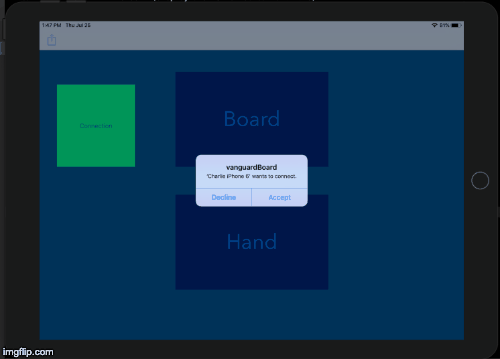 1:47 PM Thu Jul 26
61%
Connection
Board
vanguardBoard
'Charlie iPhone 6' wants to connect.
Decline Accept
Hand
imgflip.com